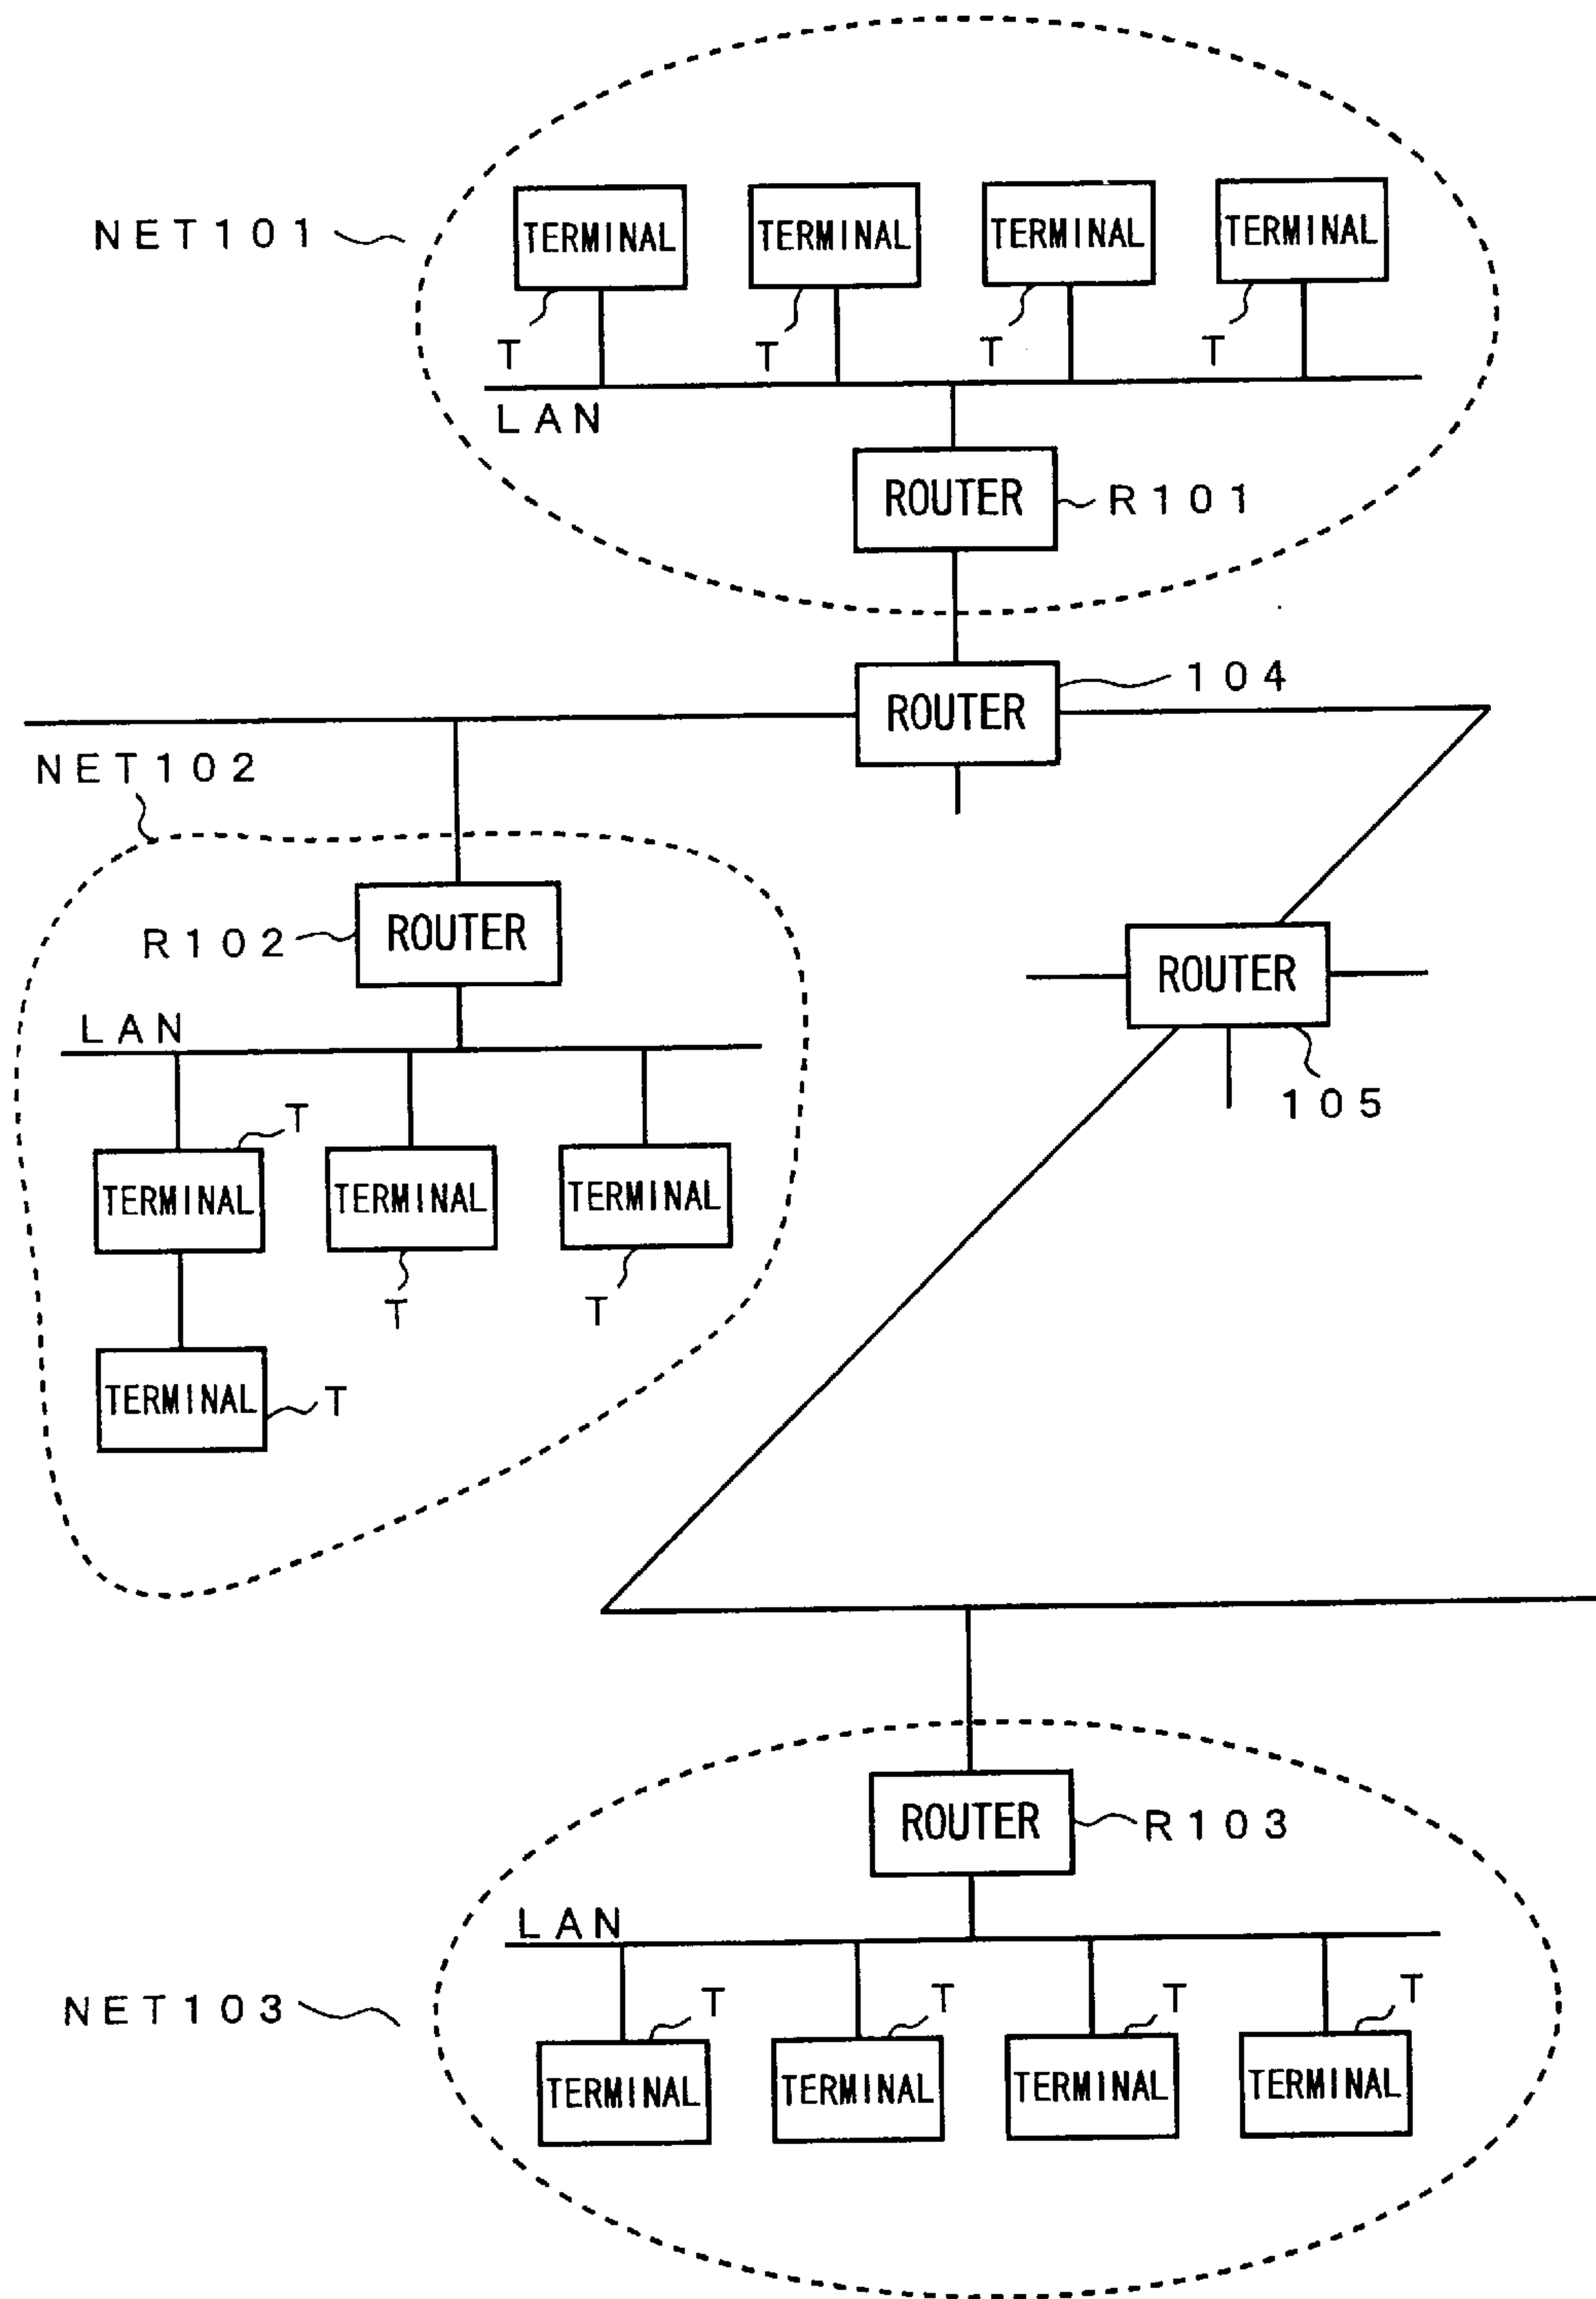 NET101
TERMINAL TERMINAL TERMINAL TERMINAL
T T T T
LAN
ROUTER R101
ROUTER 104
NET102
R102 ROUTER
ROUTER
105
LAN
T
TERMINAL TERMINAL TERMINAL
T T
TERMINAL T
ROUTER R103
LAN
NET103
T T T T
TERMINAL TERMINAL TERMINAL TERMINAL